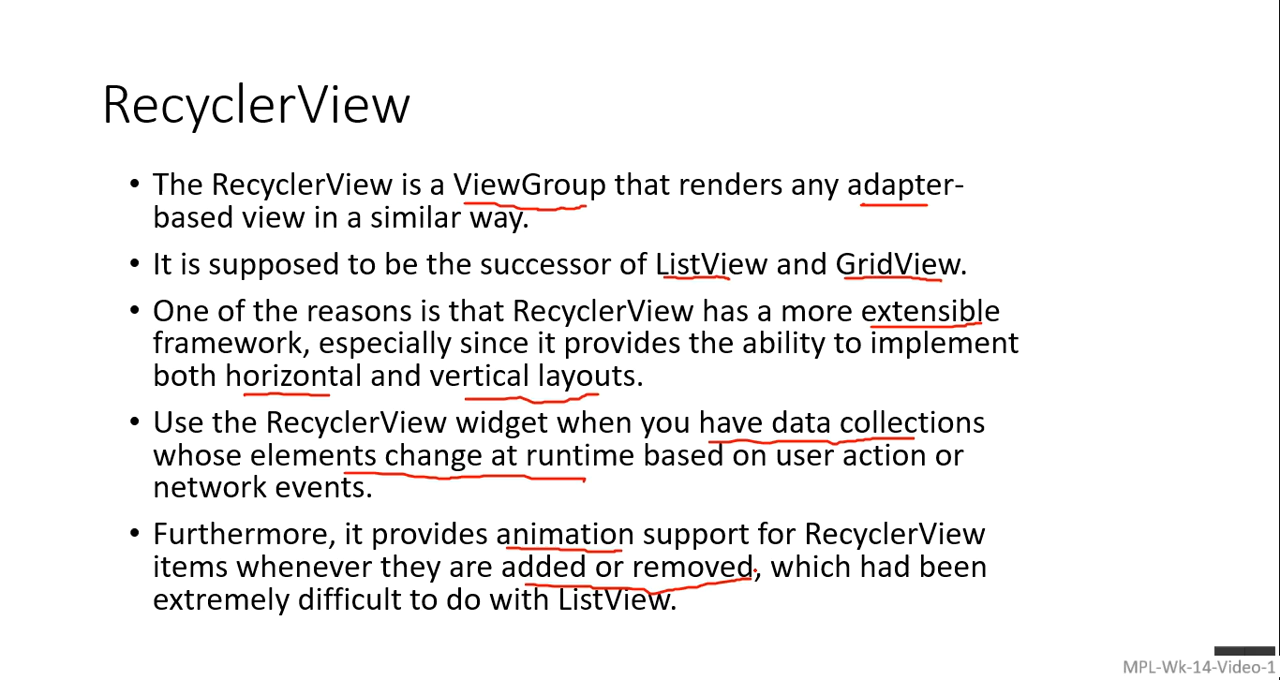 RecyclerView
• The RecyclerView is a ViewGroup that renders any adapter-
based view in a similar way.
• It is supposed to be the successor of ListView and GridView.
• One of the reasons is that RecyclerView has a more extensible
framework, especially since it provides the ability to implement
both horizontal and vertical layouts.
• Use the RecyclerView widget when you have data collections
whose elements change at runtime based on user action or
network events.
• Furthermore, it provides animation support for RecyclerView
items whenever they are added or removed, which had been
extremely difficult to do with ListView.
MPL-Wk-14-Video-1